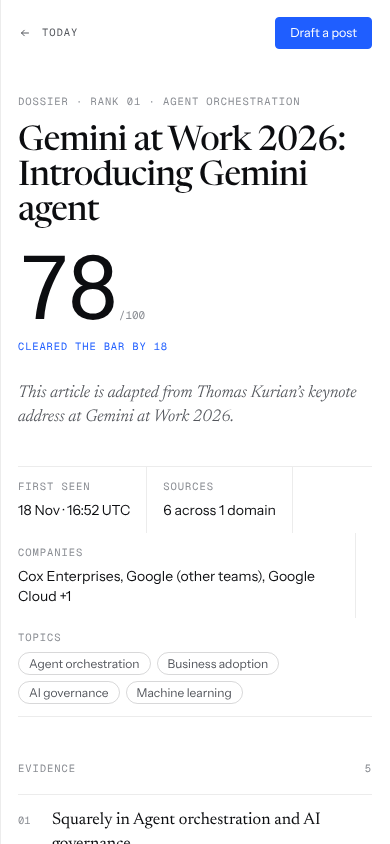 ← TODAY
Draft a post
DOSSIER · RANK 01 · AGENT ORCHESTRATION
Gemini at Work 2026:
Introducing Gemini
agent
78 /100
CLEARED THE BAR BY 18
This article is adapted from Thomas Kurian’s keynote
address at Gemini at Work 2026.
FIRST SEEN
18 Nov · 16:52 UTC
SOURCES
6 across 1 domain
COMPANIES
Cox Enterprises, Google (other teams), Google
Cloud +1
TOPICS
Agent orchestration
Business adoption
AI governance
Machine learning
EVIDENCE 5
01 Squarely in Agent orchestration and AI
governance